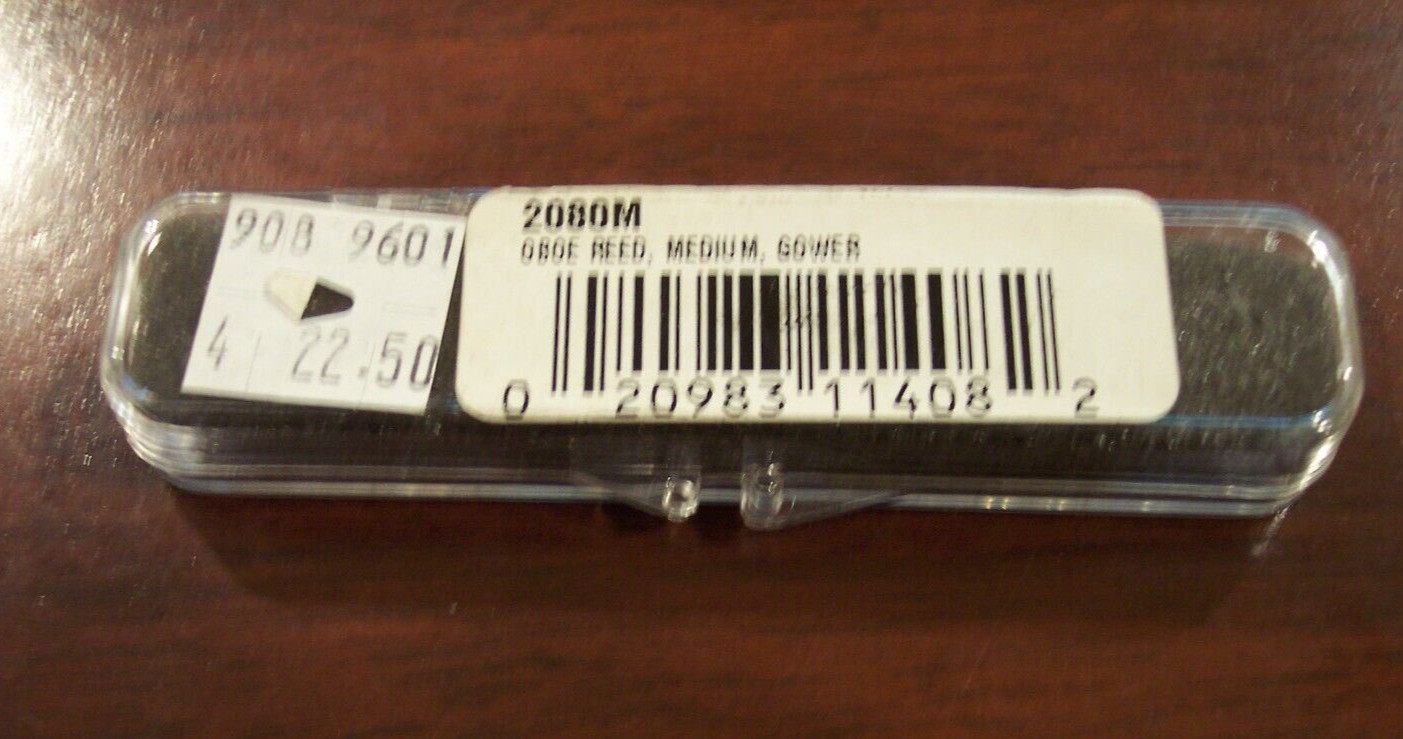 908 9601
4 22.50
2080M
OBOE REED, MEDIUM, GOWER
0 20983 11408 2